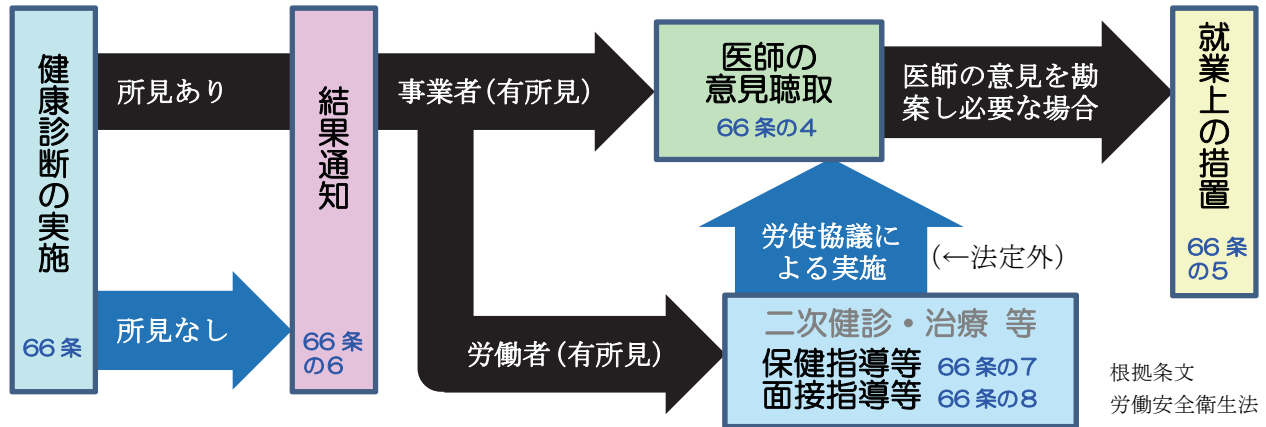 健康診断の実施
66条
所見あり
所見なし
結果通知
66条
の6
事業者(有所見)
労働者(有所見)
医師の
意見聴取
66条の4
医師の意見を勘
案し必要な場合
就業上の措置
66条
の5
労使協議に
よる実施
(←法定外)
二次健診・治療 等
保健指導等 66条の7
面接指導等 66条の8
根拠条文
労働安全衛生法